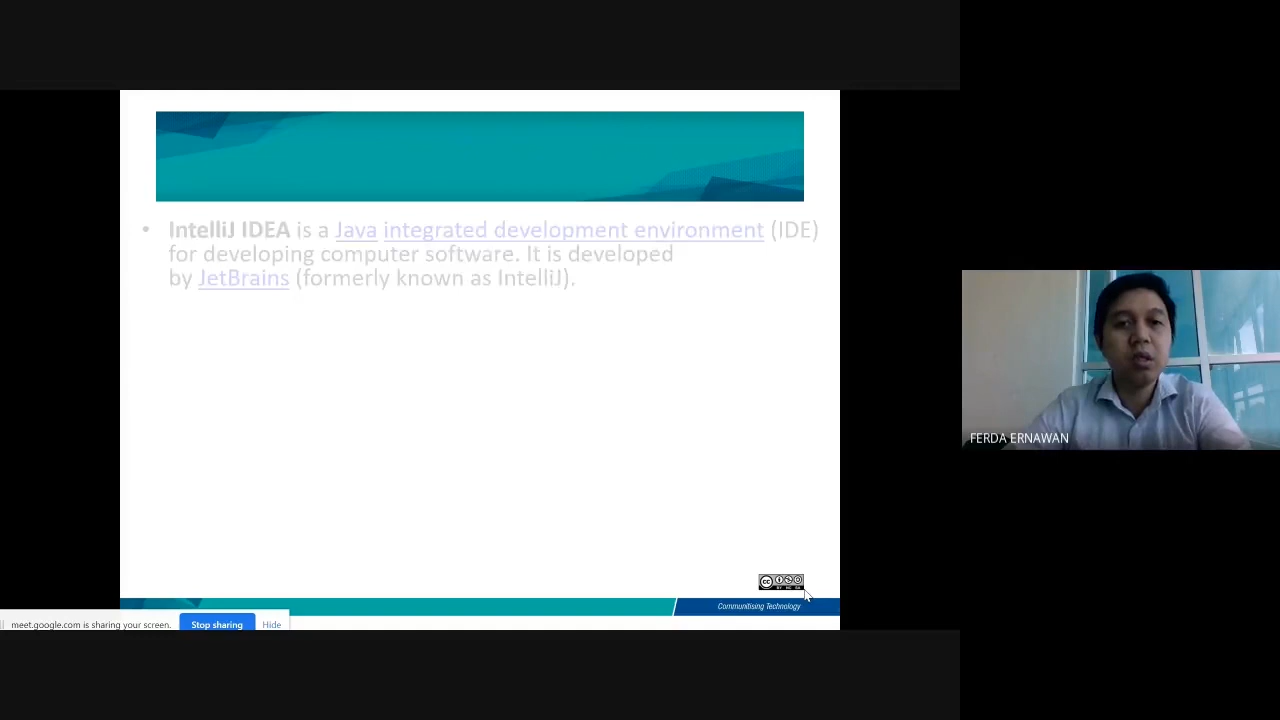 • IntelliJ IDEA is a Java integrated development environment (IDE)
for developing computer software. It is developed
by JetBrains (formerly known as IntelliJ).
FERDA ERNAWAN
Communitising Technology
meet.google.com is sharing your screen. Stop sharing Hide